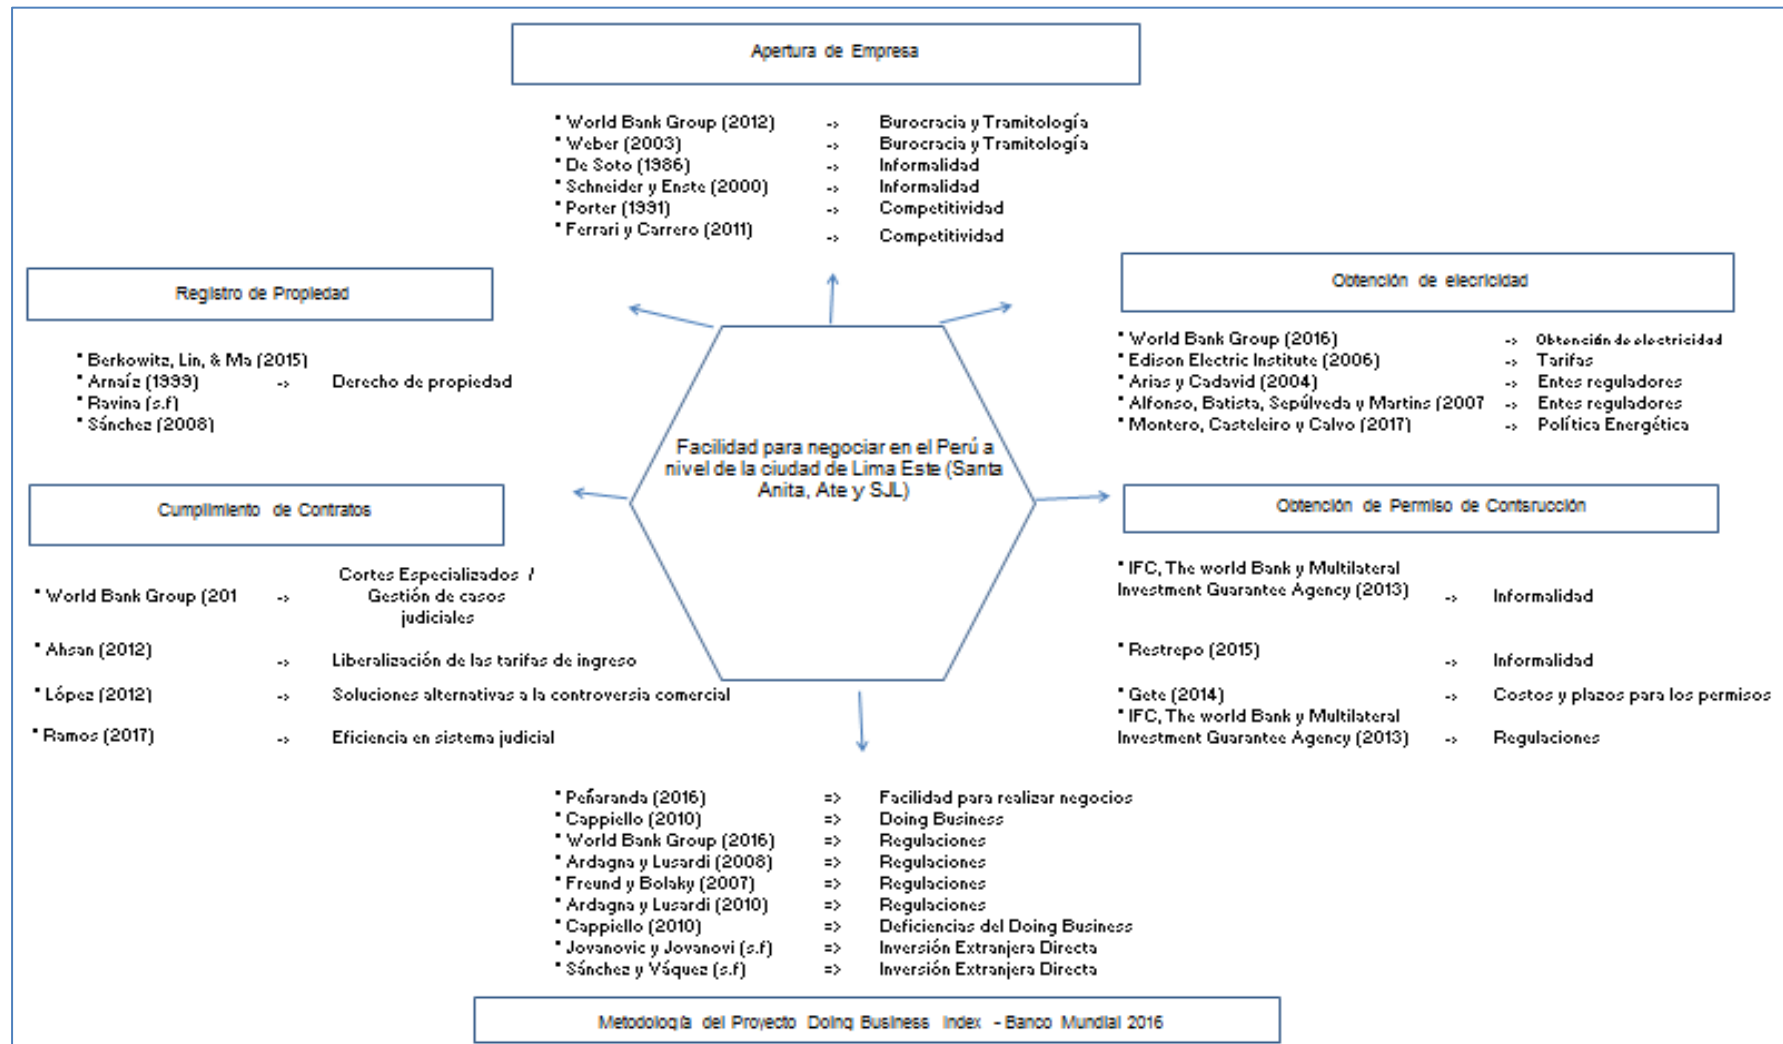 Apertura de Empresa
* World Bank Group (2012) -> Burocracia y Tramitología
* Weber (2003) -> Burocracia y Tramitología
* De Soto (1986) -> Informalidad
* Schneider y Enste (2000) -> Informalidad
* Porter (1991) -> Competitividad
* Ferrari y Carrero (2011) -> Competitividad
Registro de Propiedad
* Berkowitz, Lin, & Ma (2015)
* Arnaíz (1999) -> Derecho de propiedad
* Ravina (s.f)
* Sánchez (2008)
Obtención de elecricidad
* World Bank Group (2016) -> Obtención de electricidad
* Edison Electric Institute (2006) -> Tarifas
* Arias y Cadavid (2004) -> Entes reguladores
* Alfonso, Batista, Sepúlveda y Martins (2007 -> Entes reguladores
* Montero, Casteleiro y Calvo (2017) -> Política Energética
Facilidad para negociar en el Perú a
nivel de la ciudad de Lima Este (Santa
Anita, Ate y SJL)
Cumplimiento de Contratos
Cortes Especializados /
* World Bank Group (201 -> Gestión de casos
judiciales
* Ahsan (2012) -> Liberalización de las tarifas de ingreso
* López (2012) -> Soluciones alternativas a la controversia comercial
* Ramos (2017) -> Eficiencia en sistema judicial
Obtención de Permiso de Contsrucción
* IFC, The world Bank y Multilateral
Investment Guarantee Agency (2013) -> Informalidad
* Restrepo (2015) -> Informalidad
* Gete (2014) -> Costos y plazos para los permisos
* IFC, The world Bank y Multilateral
Investment Guarantee Agency (2013) -> Regulaciones
* Peñaranda (2016) => Facilidad para realizar negocios
* Cappiello (2010) => Doing Business
* World Bank Group (2016) => Regulaciones
* Ardagna y Lusardi (2008) => Regulaciones
* Freund y Bolaky (2007) => Regulaciones
* Ardagna y Lusardi (2010) => Regulaciones
* Cappiello (2010) => Deficiencias del Doing Business
* Jovanovic y Jovanovi (s.f) => Inversión Extranjera Directa
* Sánchez y Váquez (s.f) => Inversión Extranjera Directa
Metodología del Proyecto Doing Business Index - Banco Mundial 2016